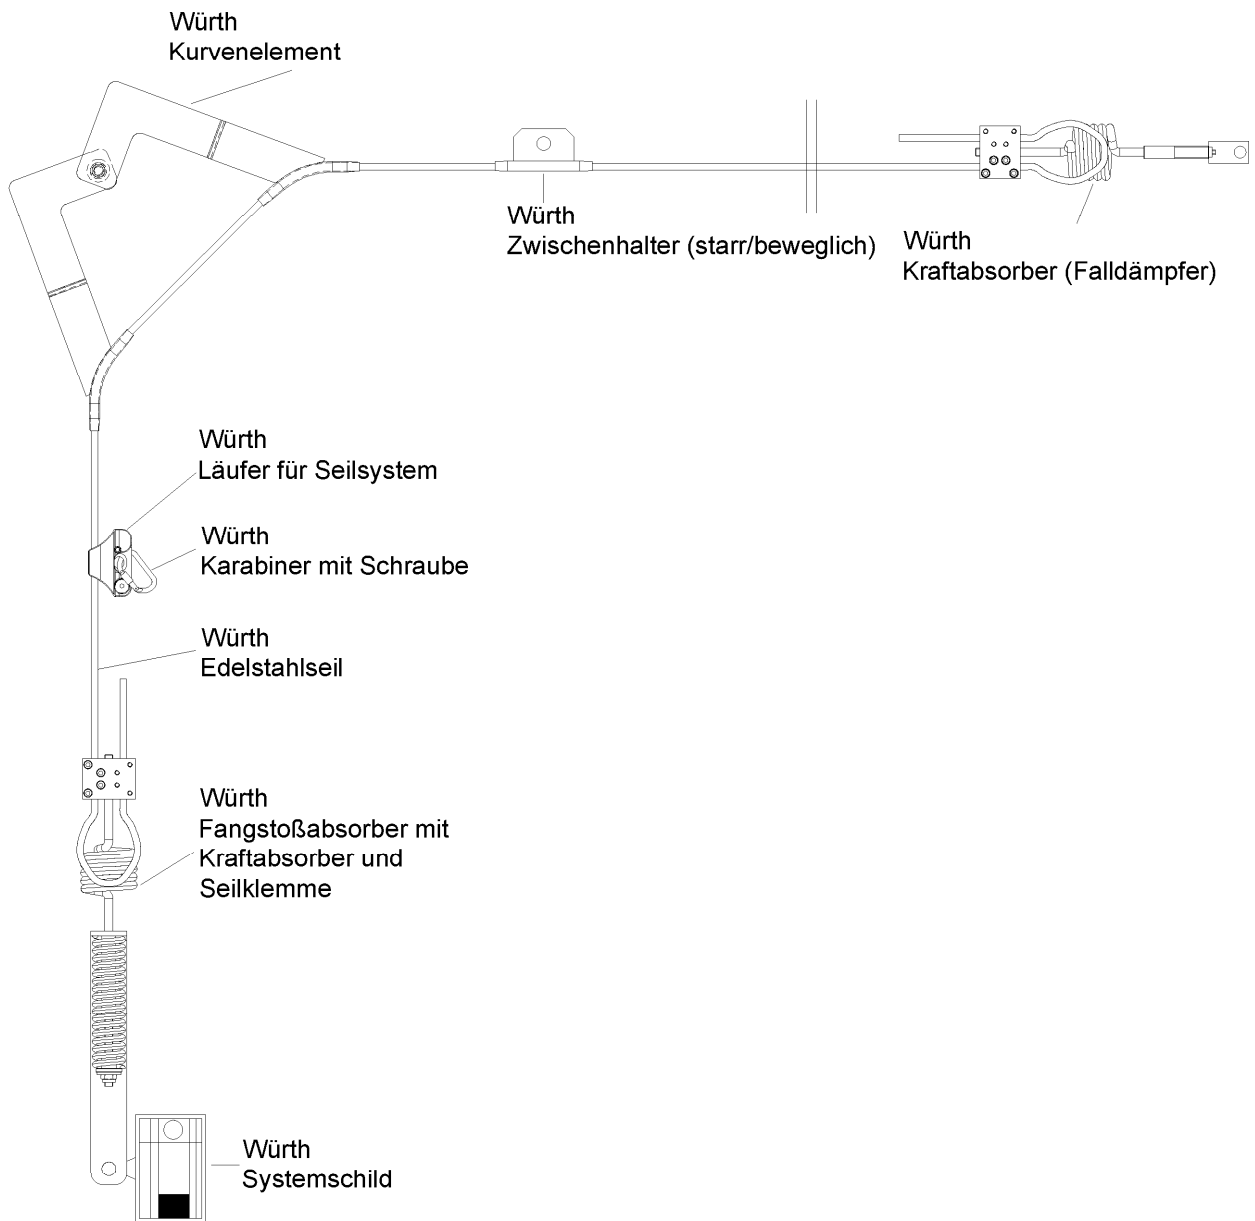 Würth
Kurvenelement
Würth
Zwischenhalter (starr/beweglich)
Würth
Kraftabsorber (Falldämpfer)
Würth
Läufer für Seilsystem
Würth
Karabiner mit Schraube
Würth
Edelstahlseil
Würth
Fangstoßabsorber mit
Kraftabsorber und
Seilklemme
Würth
Systemschild